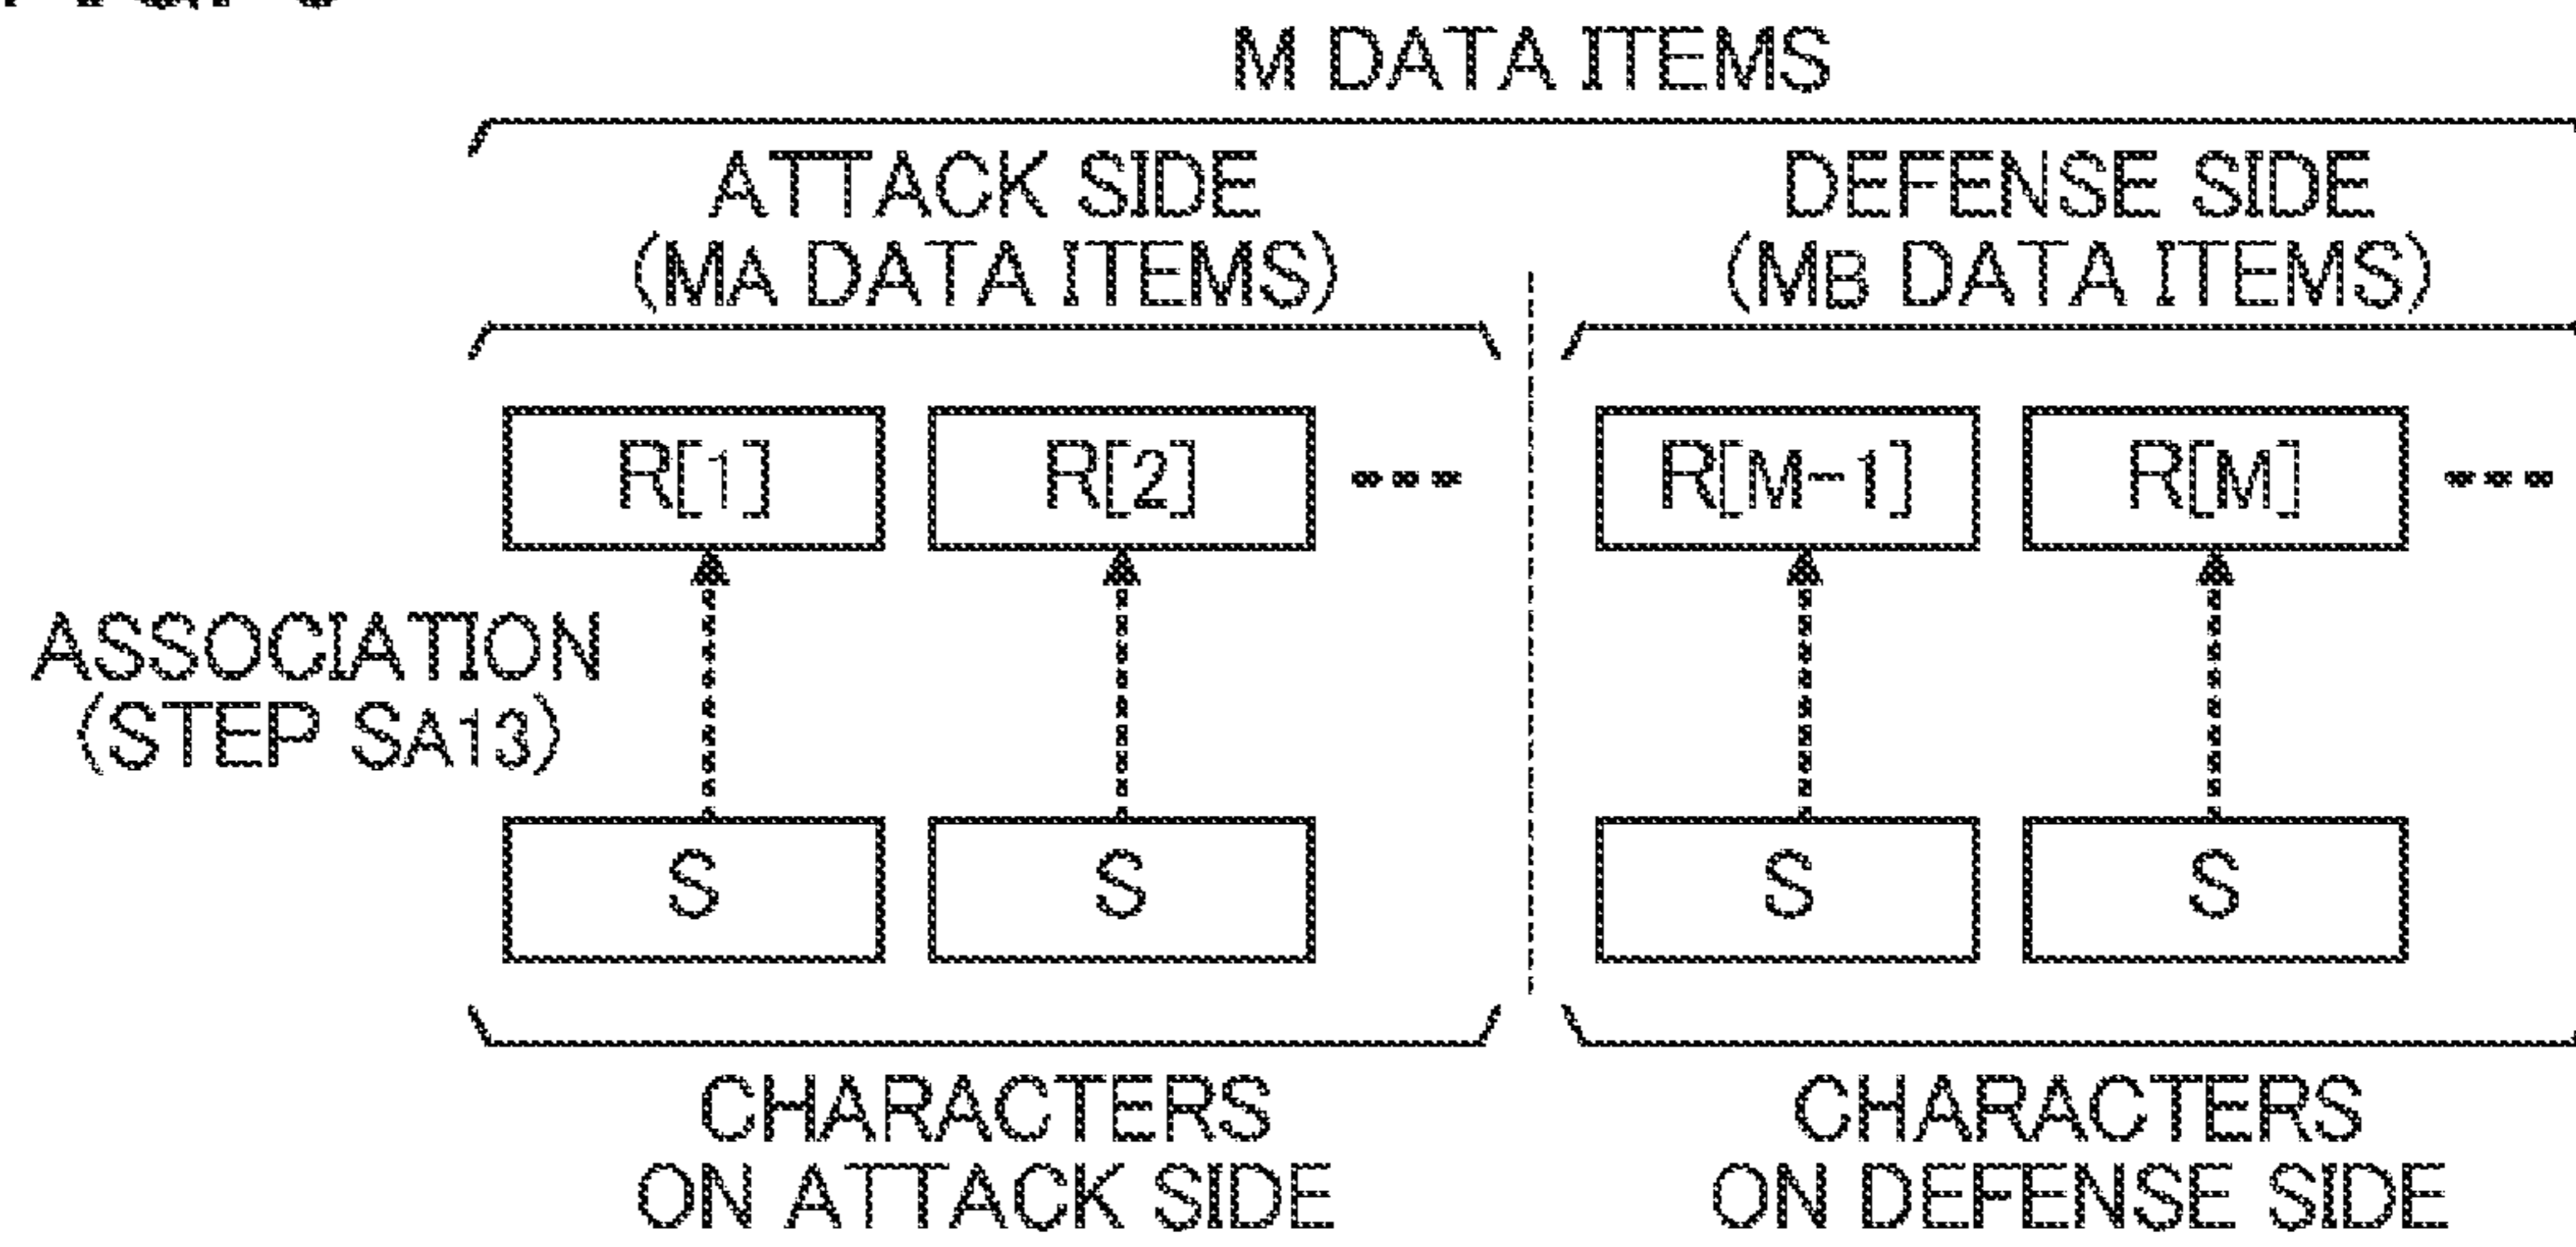 M DATA ITEMS
ATTACK SIDE
(MA DATA ITEMS)
DEFENSE SIDE
(MB DATA ITEMS)
R[1]
R[2]
R[M-1]
R[M]
ASSOCIATION
(STEP SA13)
S
S
S
S
CHARACTERS
ON ATTACK SIDE
CHARACTERS
ON DEFENSE SIDE